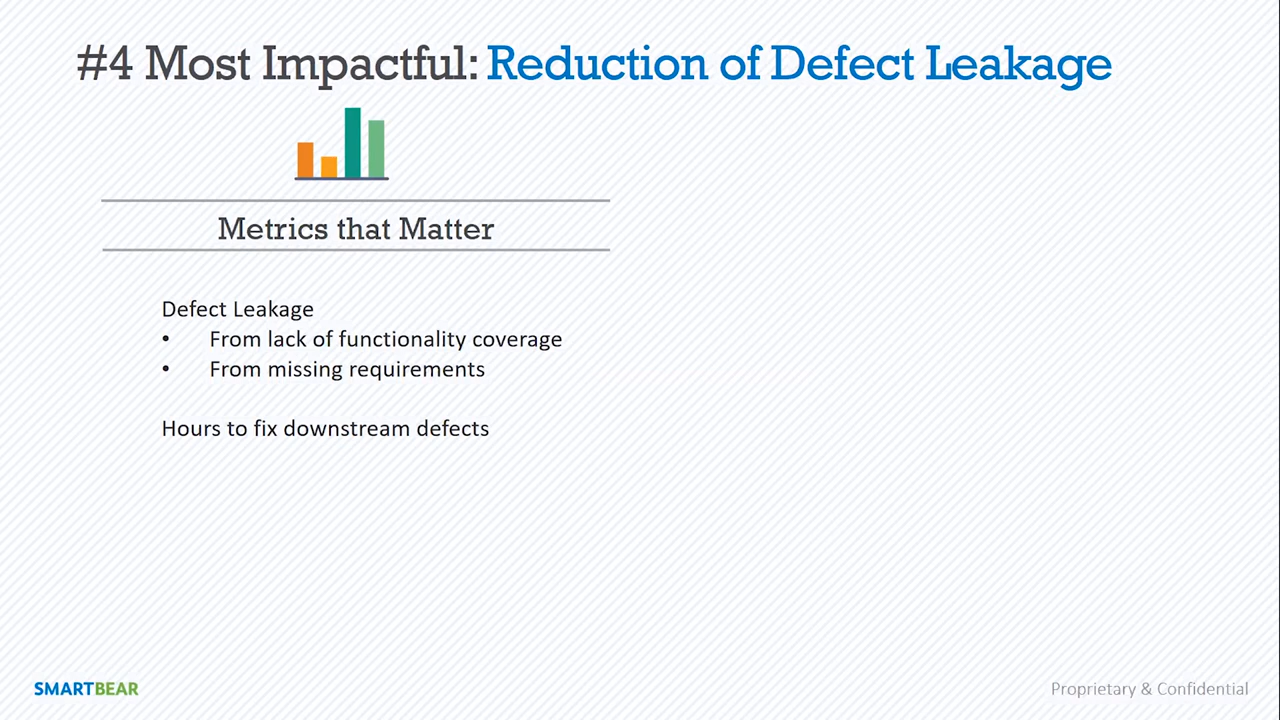 #4 Most Impactful: Reduction of Defect Leakage
Metrics that Matter
Defect Leakage
• From lack of functionality coverage
• From missing requirements
Hours to fix downstream defects
SMARTBEAR
Proprietary & Confidential